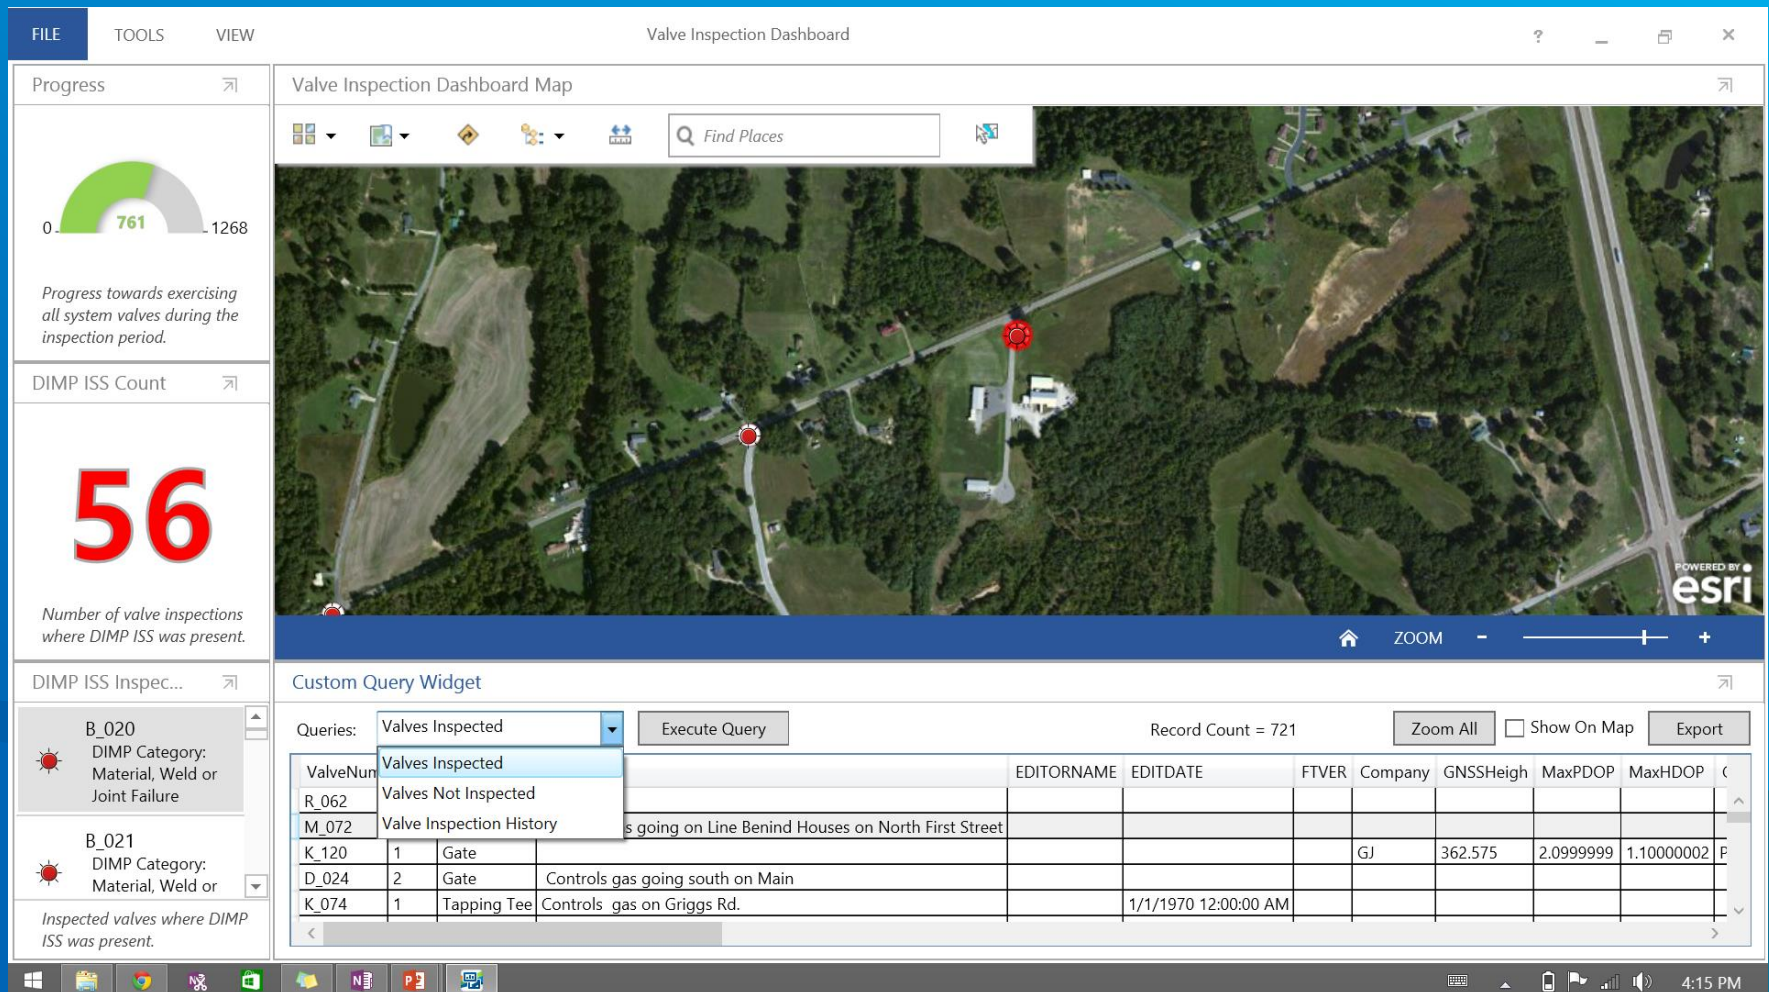 FILE TOOLS VIEW Valve Inspection Dashboard ?
Progress
0 761 1268
Progress towards exercising
all system valves during the
inspection period.
DIMP ISS Count
56
Number of valve inspections
where DIMP ISS was present.
DIMP ISS Inspec...
B_020
DIMP Category:
Material, Weld or
Joint Failure
B_021
DIMP Category:
Material, Weld or
Inspected valves where DIMP
ISS was present.
Valve Inspection Dashboard Map
Find Places
POWERED BY
esri
ZOOM - +
Custom Query Widget
Queries: Valves Inspected Execute Query Record Count = 721 Zoom All Show On Map Export
Valves Inspected
Valves Not Inspected
Valve Inspection History
ValveNum EDITORNAME EDITDATE FTVER Company GNSSHeigh MaxPDOP MaxHDOP
R_062
M_072 s going on Line Benind Houses on North First Street
K_120 1 Gate GJ 362.575 2.0999999 1.10000002
D_024 2 Gate Controls gas going south on Main
K_074 1 Tapping Tee Controls gas on Griggs Rd. 1/1/1970 12:00:00 AM
4:15 PM